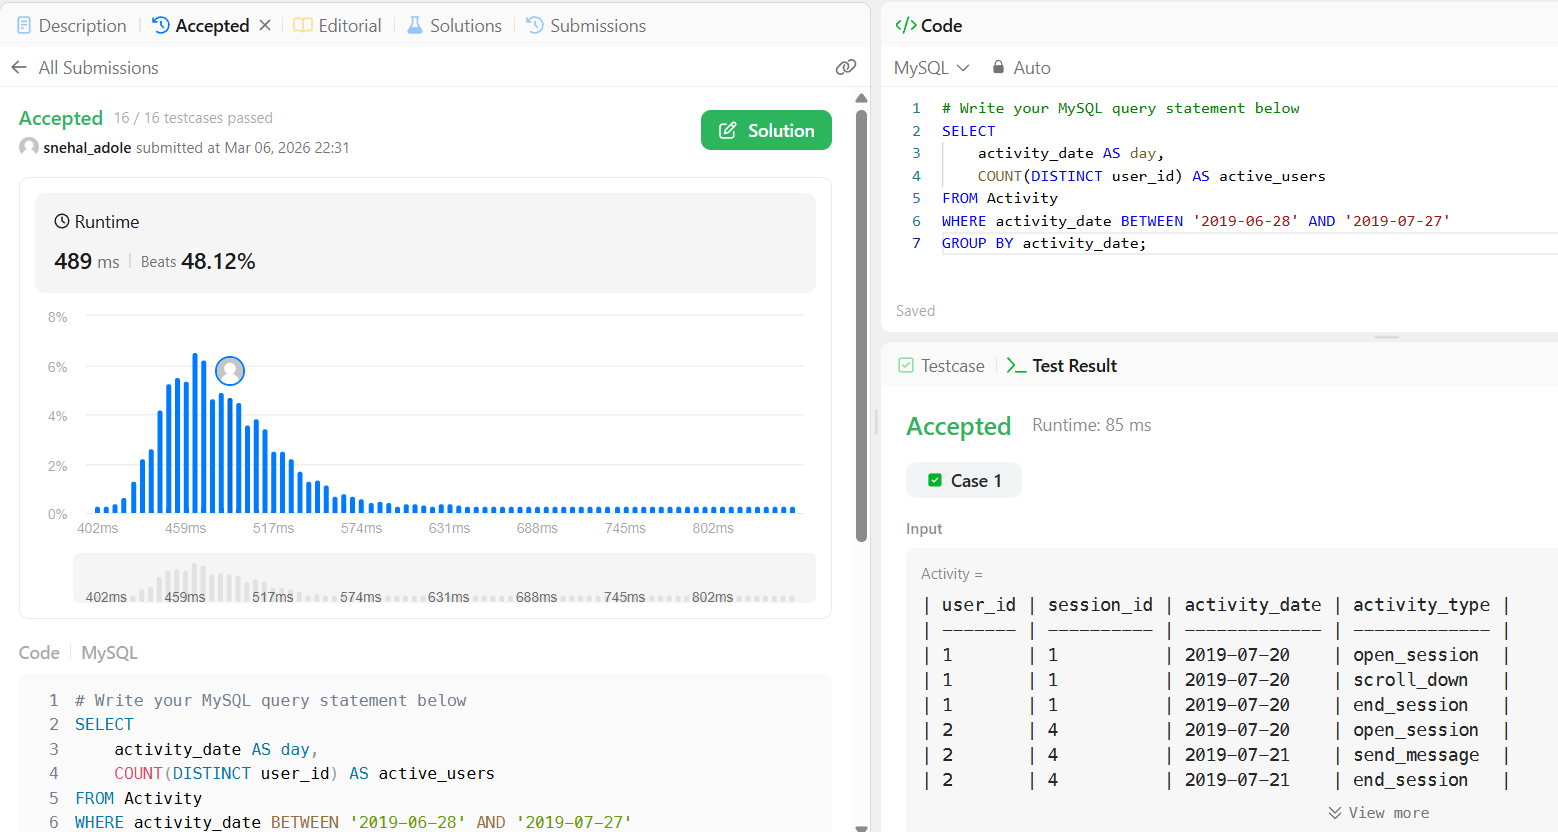 Description
Accepted
Editorial
Solutions
Submissions
All Submissions
Accepted 16 / 16 testcases passed
snehal_adole submitted at Mar 06, 2026 22:31
Solution
Runtime
489 ms Beats 48.12%
8%
6%
4%
2%
0%
402ms 459ms 517ms 574ms 631ms 688ms 745ms 802ms
402ms 459ms 517ms 574ms 631ms 688ms 745ms 802ms
Code MySQL
1 # Write your MySQL query statement below
2 SELECT
3 activity_date AS day,
4 COUNT(DISTINCT user_id) AS active_users
5 FROM Activity
6 WHERE activity_date BETWEEN '2019-06-28' AND '2019-07-27'
</> Code
MySQL Auto
1 # Write your MySQL query statement below
2 SELECT
3 activity_date AS day,
4 COUNT(DISTINCT user_id) AS active_users
5 FROM Activity
6 WHERE activity_date BETWEEN '2019-06-28' AND '2019-07-27'
7 GROUP BY activity_date;
Saved
Testcase
Test Result
Accepted Runtime: 85 ms
Case 1
Input
Activity =
| user_id | session_id | activity_date | activity_type |
| ------- | ---------- | ------------- | ------------- |
| 1 | 1 | 2019-07-20 | open_session |
| 1 | 1 | 2019-07-20 | scroll_down |
| 1 | 1 | 2019-07-20 | end_session |
| 2 | 4 | 2019-07-20 | open_session |
| 2 | 4 | 2019-07-21 | send_message |
| 2 | 4 | 2019-07-21 | end_session |
View more